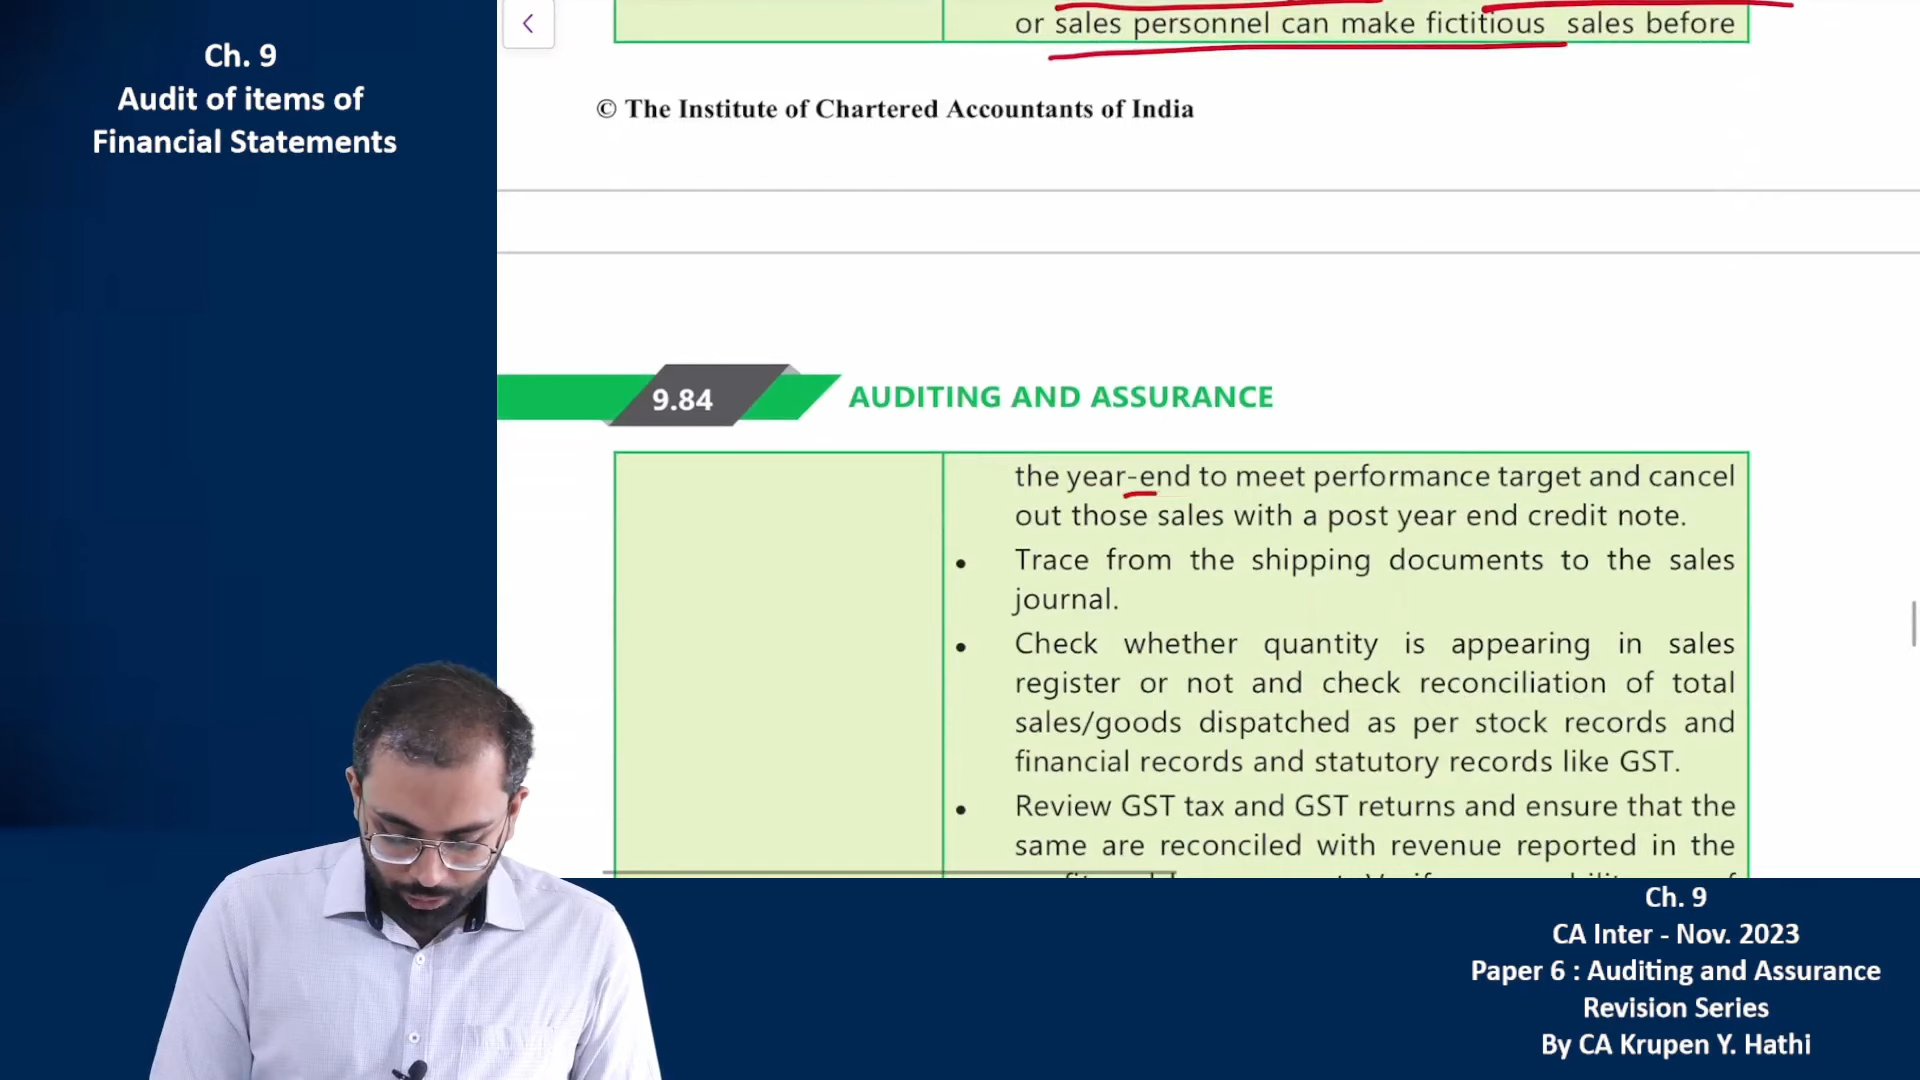 Ch. 9
Audit of items of
Financial Statements
or sales personnel can make fictitious sales before
© The Institute of Chartered Accountants of India
9.84
AUDITING AND ASSURANCE
the year-end to meet performance target and cancel
out those sales with a post year end credit note.
• Trace from the shipping documents to the sales
journal.
• Check whether quantity is appearing in sales
register or not and check reconciliation of total
sales/goods dispatched as per stock records and
financial records and statutory records like GST.
• Review GST tax and GST returns and ensure that the
same are reconciled with revenue reported in the
Ch. 9
CA Inter - Nov. 2023
Paper 6 : Auditing and Assurance
Revision Series
By CA Krupen Y. Hathi